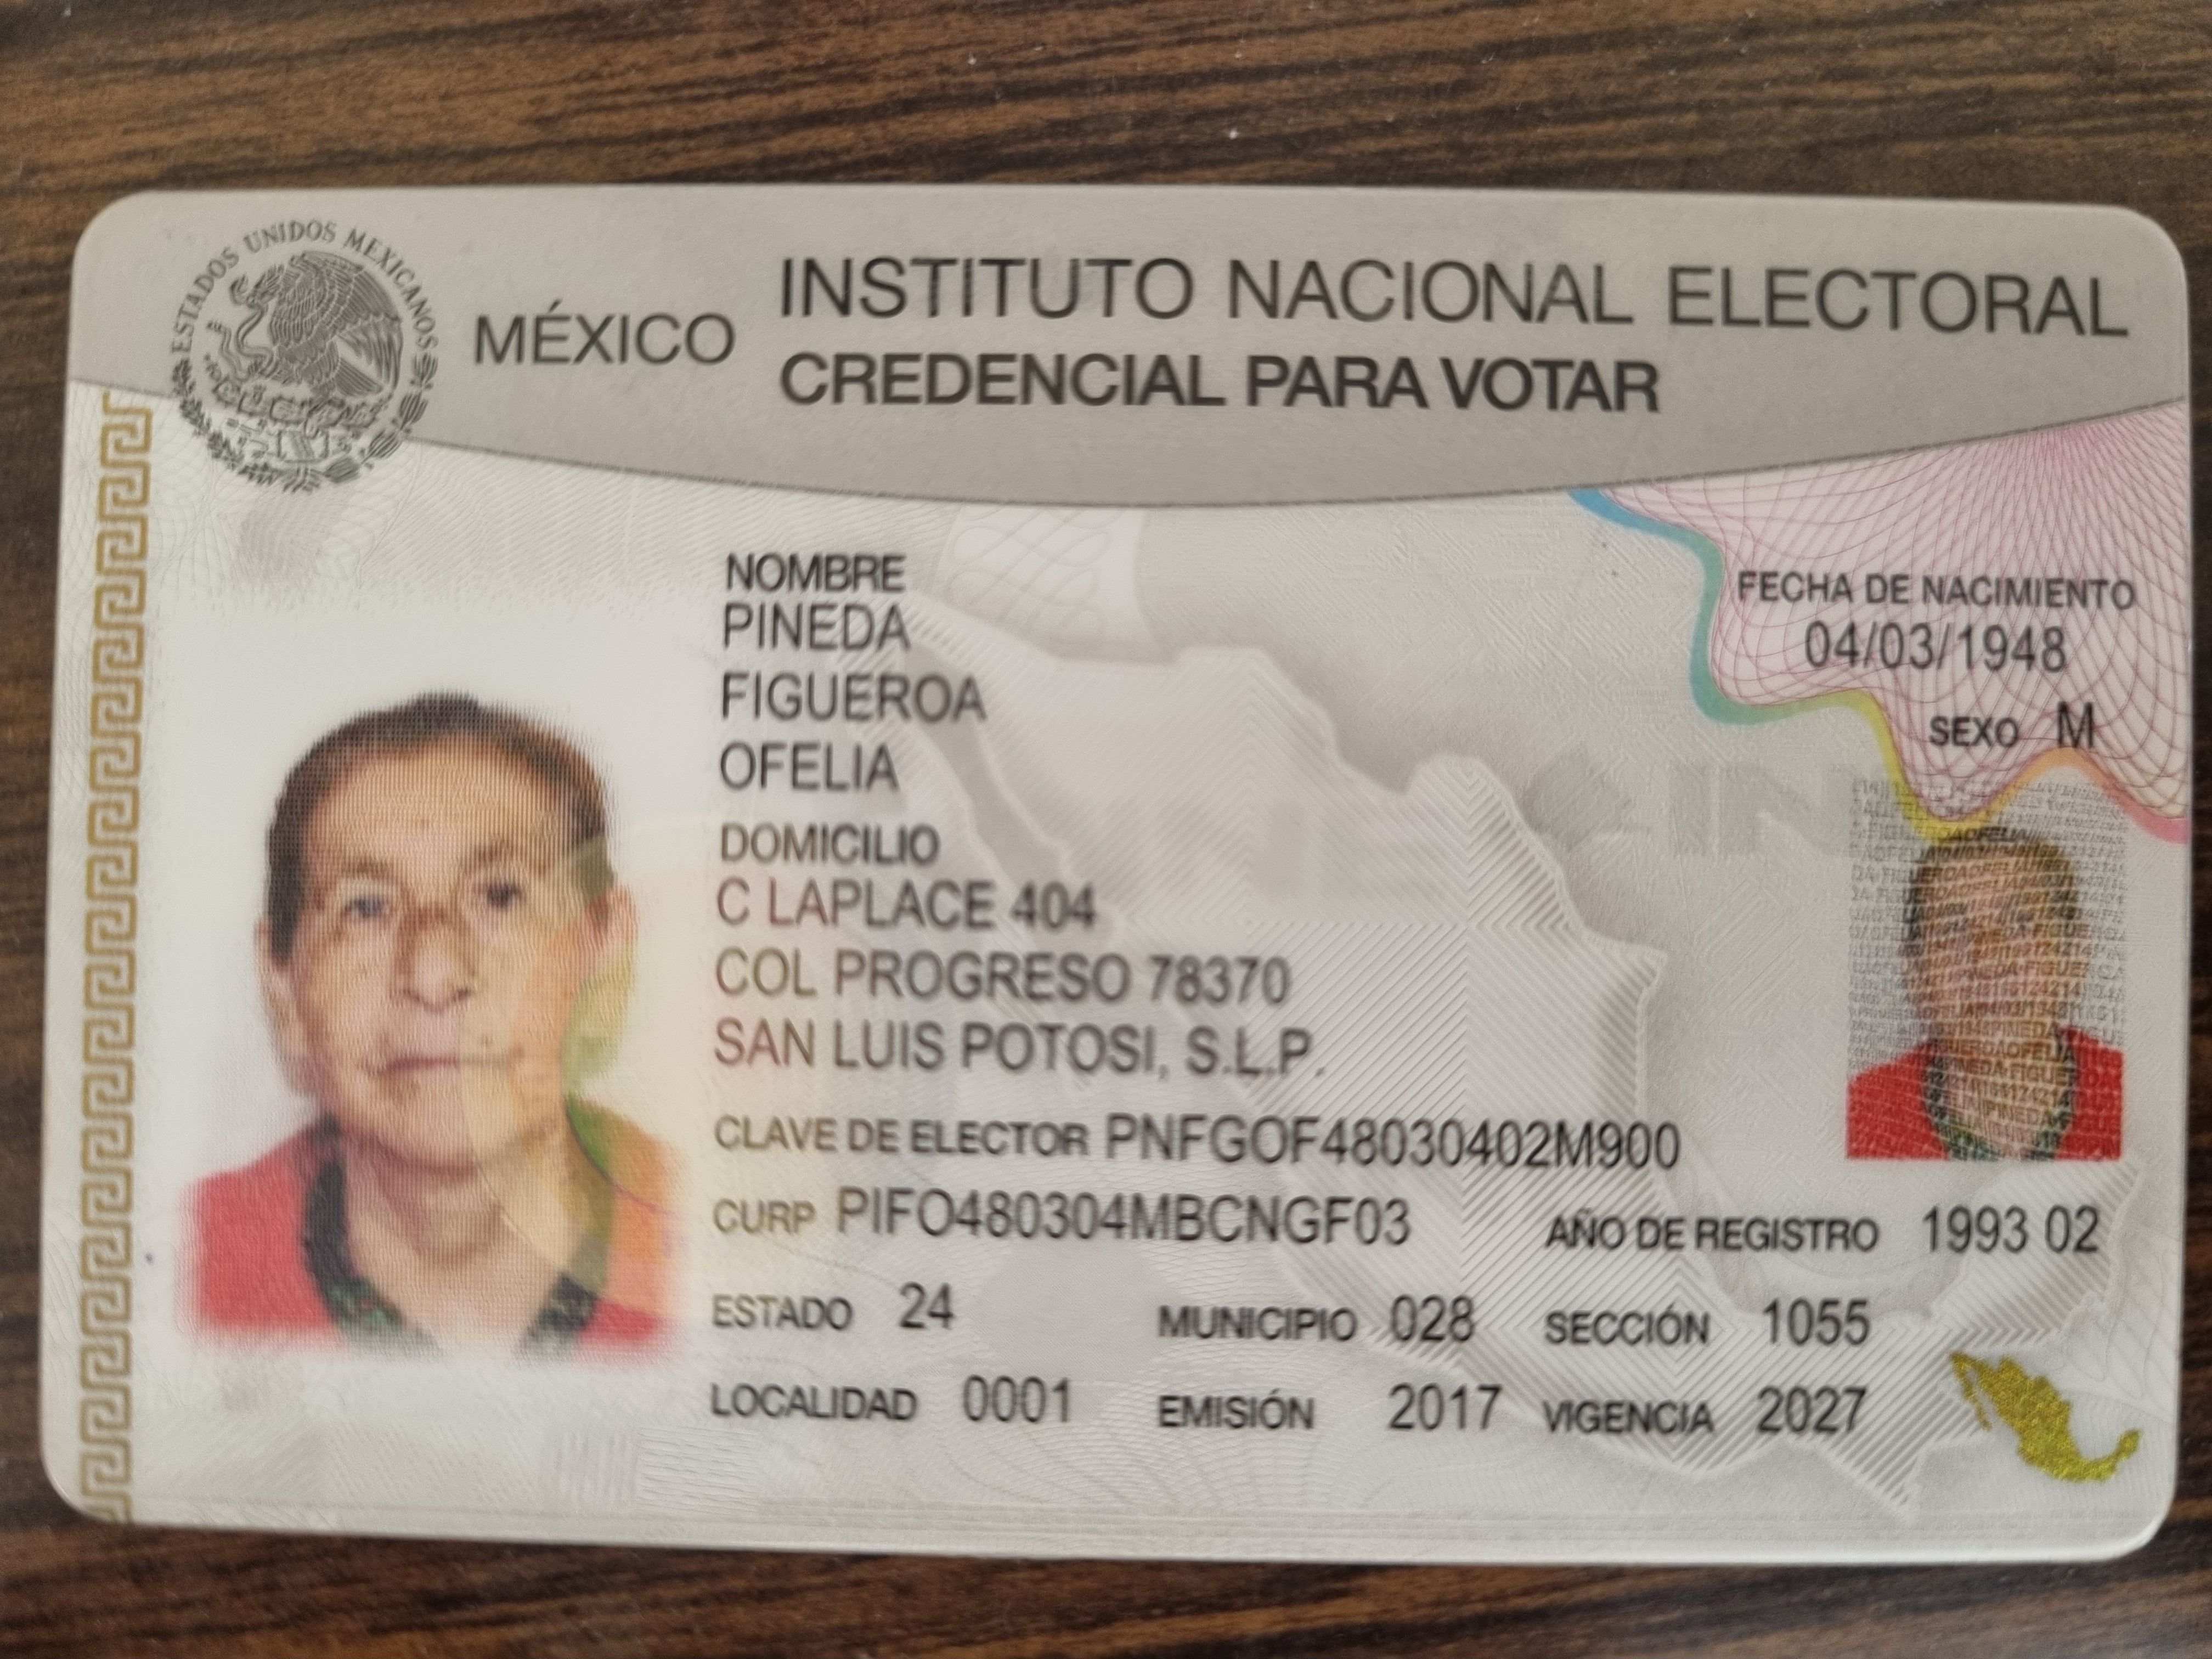 ESTADOS UNIDOS MEXICANOS
MÉXICO INSTITUTO NACIONAL ELECTORAL
CREDENCIAL PARA VOTAR
NOMBRE
PINEDA
FIGUEROA
OFELIA
FECHA DE NACIMIENTO
04/03/1948
SEXO M
DOMICILIO
C LAPLACE 404
COL PROGRESO 78370
SAN LUIS POTOSI, S.L.P.
CLAVE DE ELECTOR PNFGOF48030402M900
CURP PIFO480304MBCNGF03 AÑO DE REGISTRO 1993 02
ESTADO 24 MUNICIPIO 028 SECCIÓN 1055
LOCALIDAD 0001 EMISIÓN 2017 VIGENCIA 2027